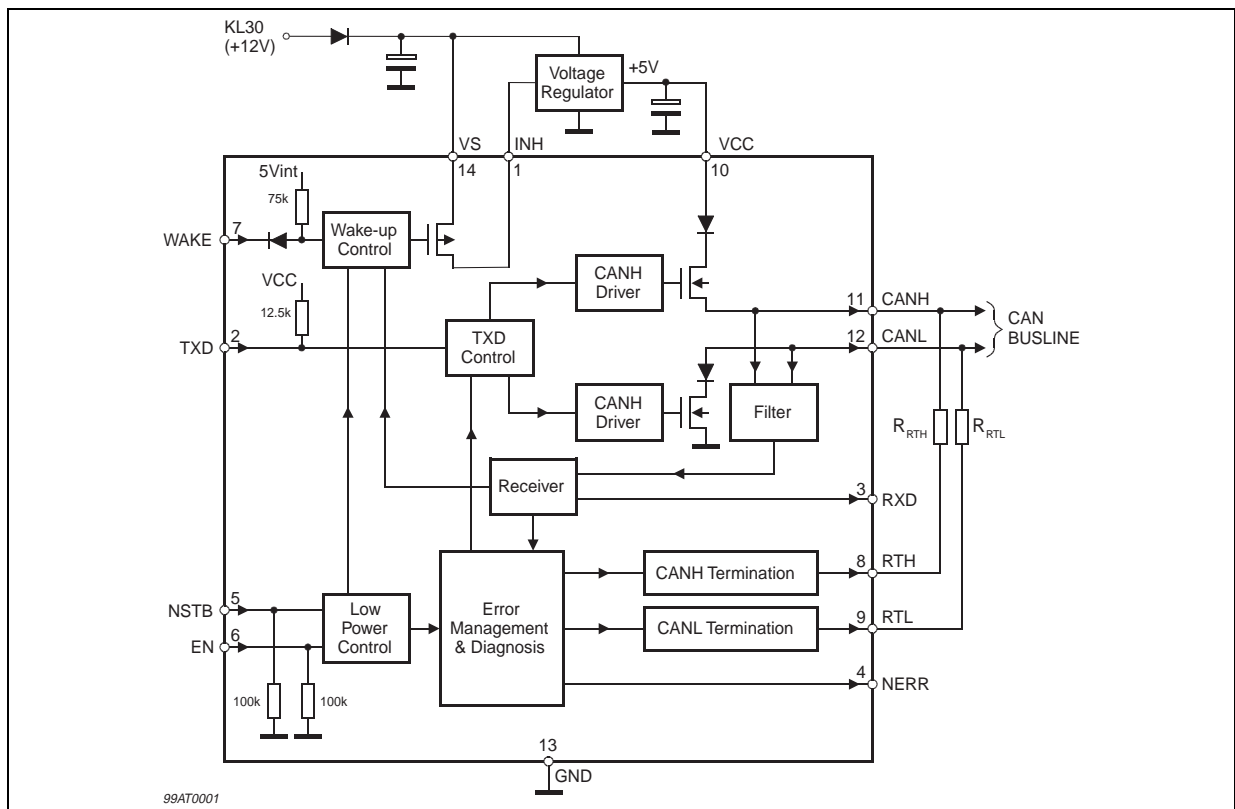 KL30
(+12V)
Voltage
Regulator
+5V
VS
INH
VCC
14
1
10
5Vint
75k
WAKE
7
Wake-up
Control
VCC
12.5k
TXD
2
TXD
Control
CANH
Driver
11
CANH
12
CANL
CAN
BUSLINE
CANH
Driver
Filter
RRTH
RRTL
Receiver
3
RXD
CANH Termination
8
RTH
NSTB
5
Low
Power
Control
Error
Management
& Diagnosis
CANL Termination
9
RTL
EN
6
4
NERR
100k
100k
13
GND
99AT0001